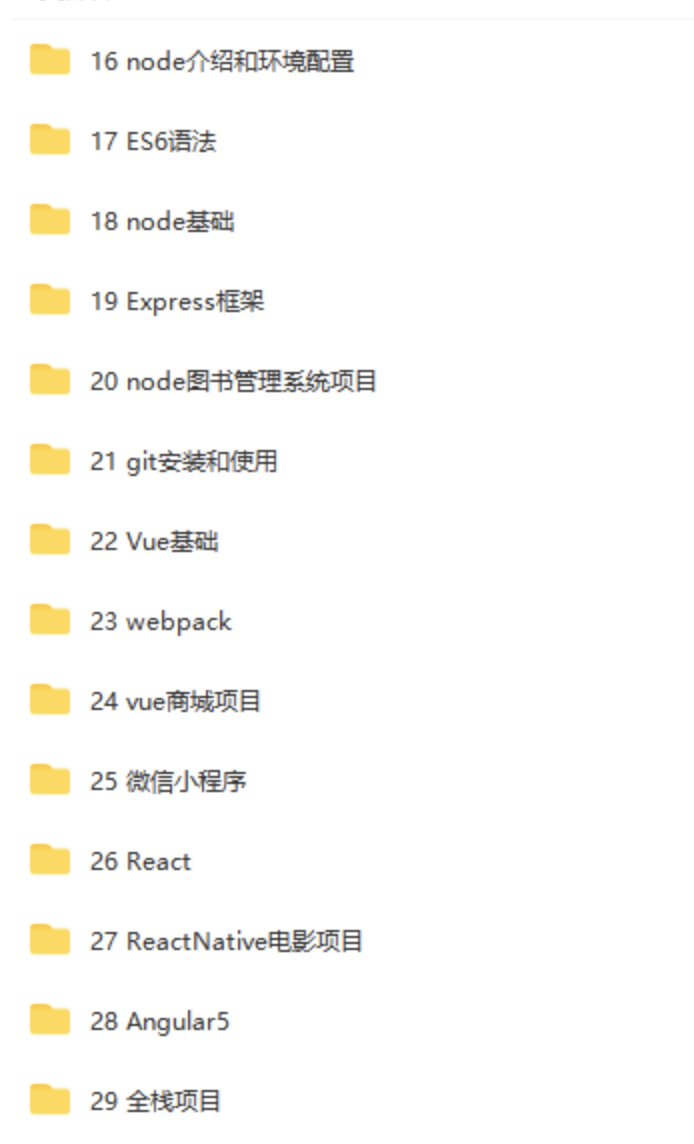 16 node介绍和环境配置
17 ES6语法
18 node基础
19 Express框架
20 node图书管理系统项目
21 git安装和使用
22 Vue基础
23 webpack
24 vue商城项目
25 微信小程序
26 React
27 ReactNative电影项目
28 Angular5
29 全栈项目